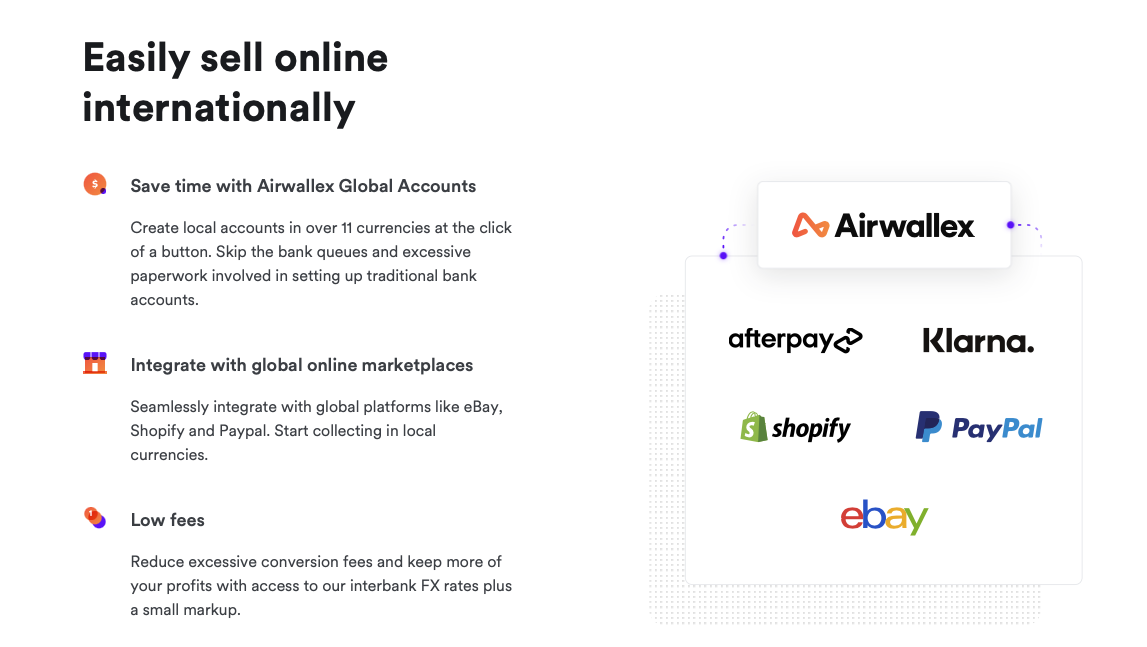 Easily sell online
internationally
$
Save time with Airwallex Global Accounts
Create local accounts in over 11 currencies at the click
of a button. Skip the bank queues and excessive
paperwork involved in setting up traditional bank
accounts.
Integrate with global online marketplaces
Seamlessly integrate with global platforms like eBay,
Shopify and Paypal. Start collecting in local
currencies.
Low fees
Reduce excessive conversion fees and keep more of
your profits with access to our interbank FX rates plus
a small markup.
Airwallex
afterpay
Klarna.
shopify
PayPal
ebay